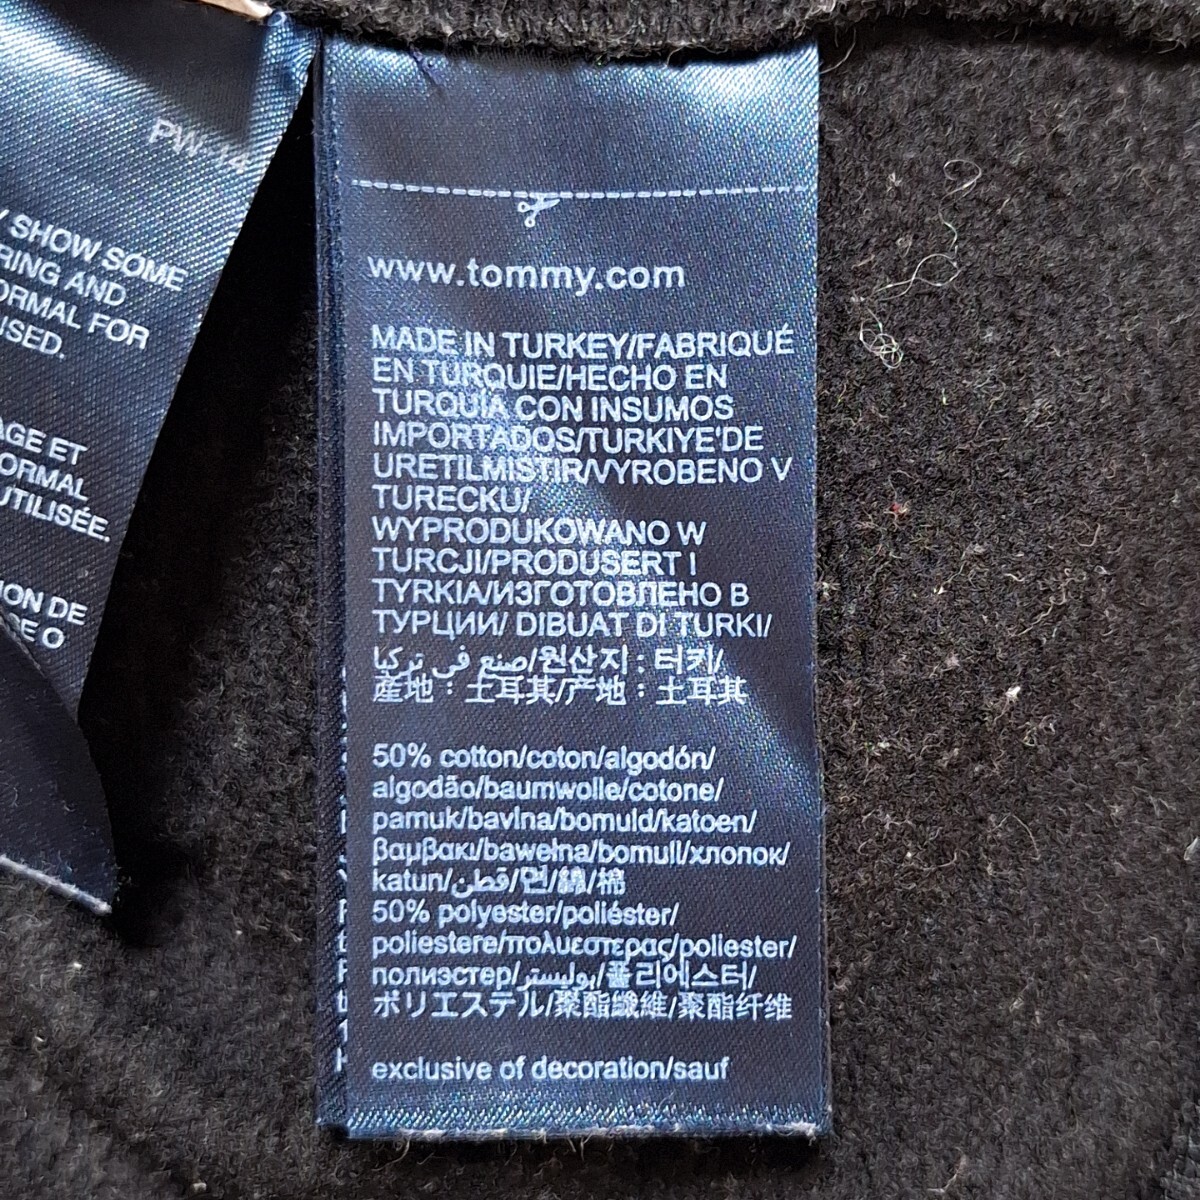 PW 14
SHOW SOME
RING AND
ORMAL FOR
ISED.
AGE ET
ORMAL
UTILISÉE.
ION DE
DE O
www.tommy.com
MADE IN TURKEY/FABRIQUÉ
EN TURQUIE/HECHO EN
TURQUÍA CON INSUMOS
IMPORTADOS/TURKIYE'DE
URETILMISTIR/VYROBENO V
TURECKU/
WYPRODUKOWANO W
TURCJI/PRODUSERT I
TYRKIA/ИЗГОТОВЛЕНО В
ТУРЦИИ/ DIBUAT DI TURKI/
صنع في تركيا/원산지 : 터키/
産地 : 土耳其/产地 : 土耳其
50% cotton/coton/algodón/
algodão/baumwolle/cotone/
pamuk/bavlna/bomuld/katoen/
βαμβακι/bawełna/bomull/хлопок/
katun/قطن/면/綿/棉
50% polyester/poliéster/
poliestere/πολυεστερας/poliester/
полиэстер/بوليستر/폴리에스터/
ポリエステル/聚酯纖維/聚酯纤维
exclusive of decoration/sauf